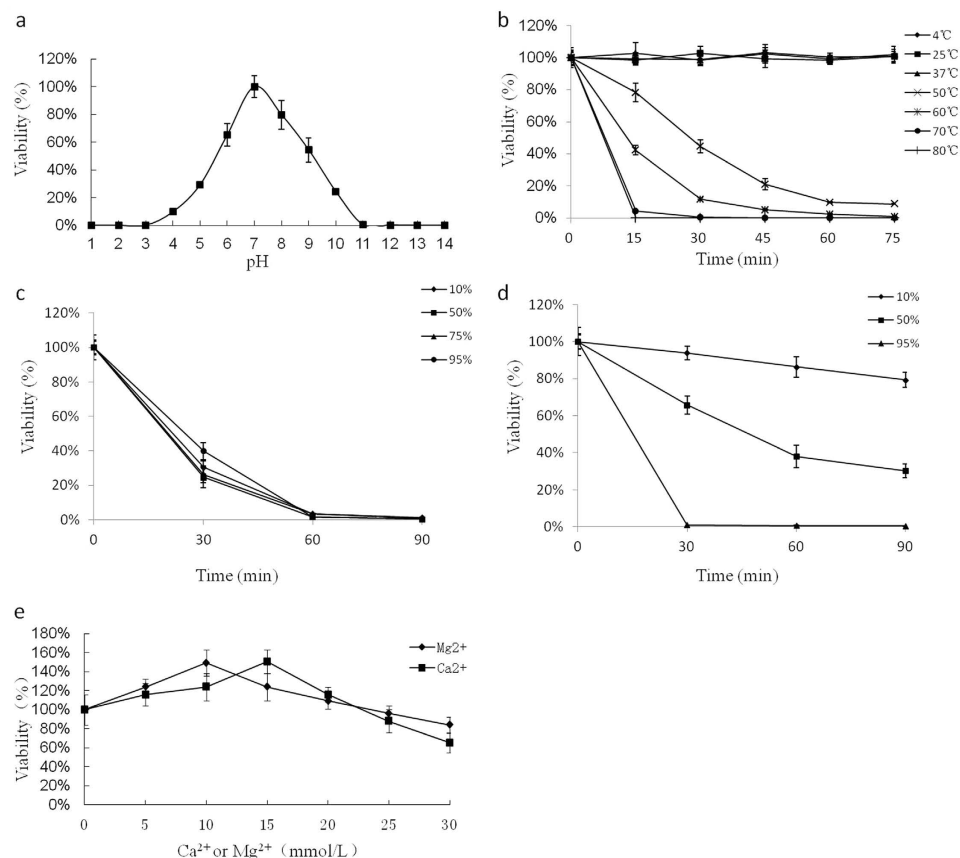 a
120%
100%
80%
60%
40%
20%
0%
Viability (%)
1 2 3 4 5 6 7 8 9 10 11 12 13 14
pH
b
120%
100%
80%
60%
40%
20%
0%
Viability (%)
0 15 30 45 60 75
Time (min)
4℃
25℃
37℃
50℃
60℃
70℃
80℃
c
120%
100%
80%
60%
40%
20%
0%
Viability (%)
0 30 60 90
Time (min)
10%
50%
75%
95%
d
120%
100%
80%
60%
40%
20%
0%
Viability (%)
0 30 60 90
Time (min)
10%
50%
95%
e
180%
160%
140%
120%
100%
80%
60%
40%
20%
0%
Viability (%)
0 5 10 15 20 25 30
Ca²⁺or Mg²⁺ (mmol/L)
Mg2+
Ca2+